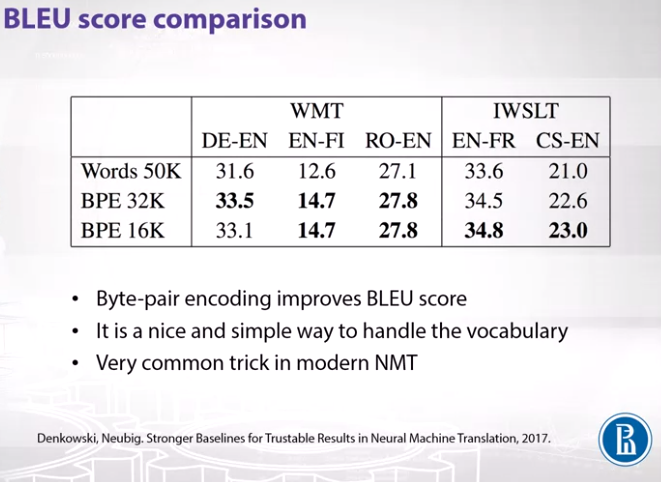 BLEU score comparison
WMT IWSLT
DE-EN EN-FI RO-EN EN-FR CS-EN
Words 50K 31.6 12.6 27.1 33.6 21.0
BPE 32K 33.5 14.7 27.8 34.5 22.6
BPE 16K 33.1 14.7 27.8 34.8 23.0
• Byte-pair encoding improves BLEU score
• It is a nice and simple way to handle the vocabulary
• Very common trick in modern NMT
Denkowski, Neubig. Stronger Baselines for Trustable Results in Neural Machine Translation, 2017.